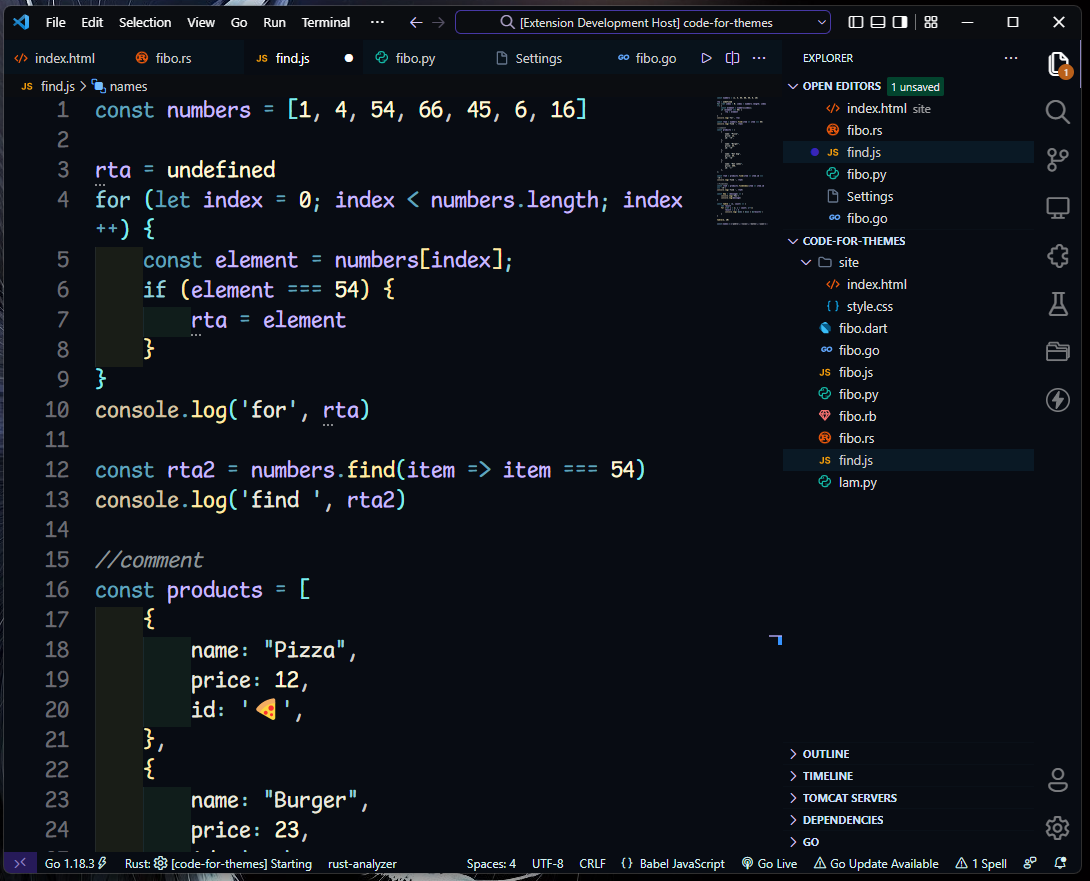 File Edit Selection View Go Run Terminal ··· [Extension Development Host] code-for-themes
index.html fibo.rs JS find.js fibo.py Settings GO fibo.go
JS find.js > names
1 const numbers = [1, 4, 54, 66, 45, 6, 16]
2
3 rta = undefined
4 for (let index = 0; index < numbers.length; index
++) {
5 const element = numbers[index];
6 if (element === 54) {
7 rta = element
8 }
9 }
10 console.log('for', rta)
11
12 const rta2 = numbers.find(item => item === 54)
13 console.log('find ', rta2)
14
15 //comment
16 const products = [
17 {
18 name: "Pizza",
19 price: 12,
20 id: '🍕',
21 },
22 {
23 name: "Burger",
24 price: 23,
EXPLORER
OPEN EDITORS 1 unsaved
index.html site
fibo.rs
JS find.js
fibo.py
Settings
GO fibo.go
CODE-FOR-THEMES
site
index.html
{ } style.css
fibo.dart
GO fibo.go
JS fibo.js
fibo.py
fibo.rb
fibo.rs
JS find.js
lam.py
OUTLINE
TIMELINE
TOMCAT SERVERS
DEPENDENCIES
GO
1
Go 1.18.3 Rust: [code-for-themes] Starting rust-analyzer Spaces: 4 UTF-8 CRLF {} Babel JavaScript Go Live Go Update Available 1 Spell